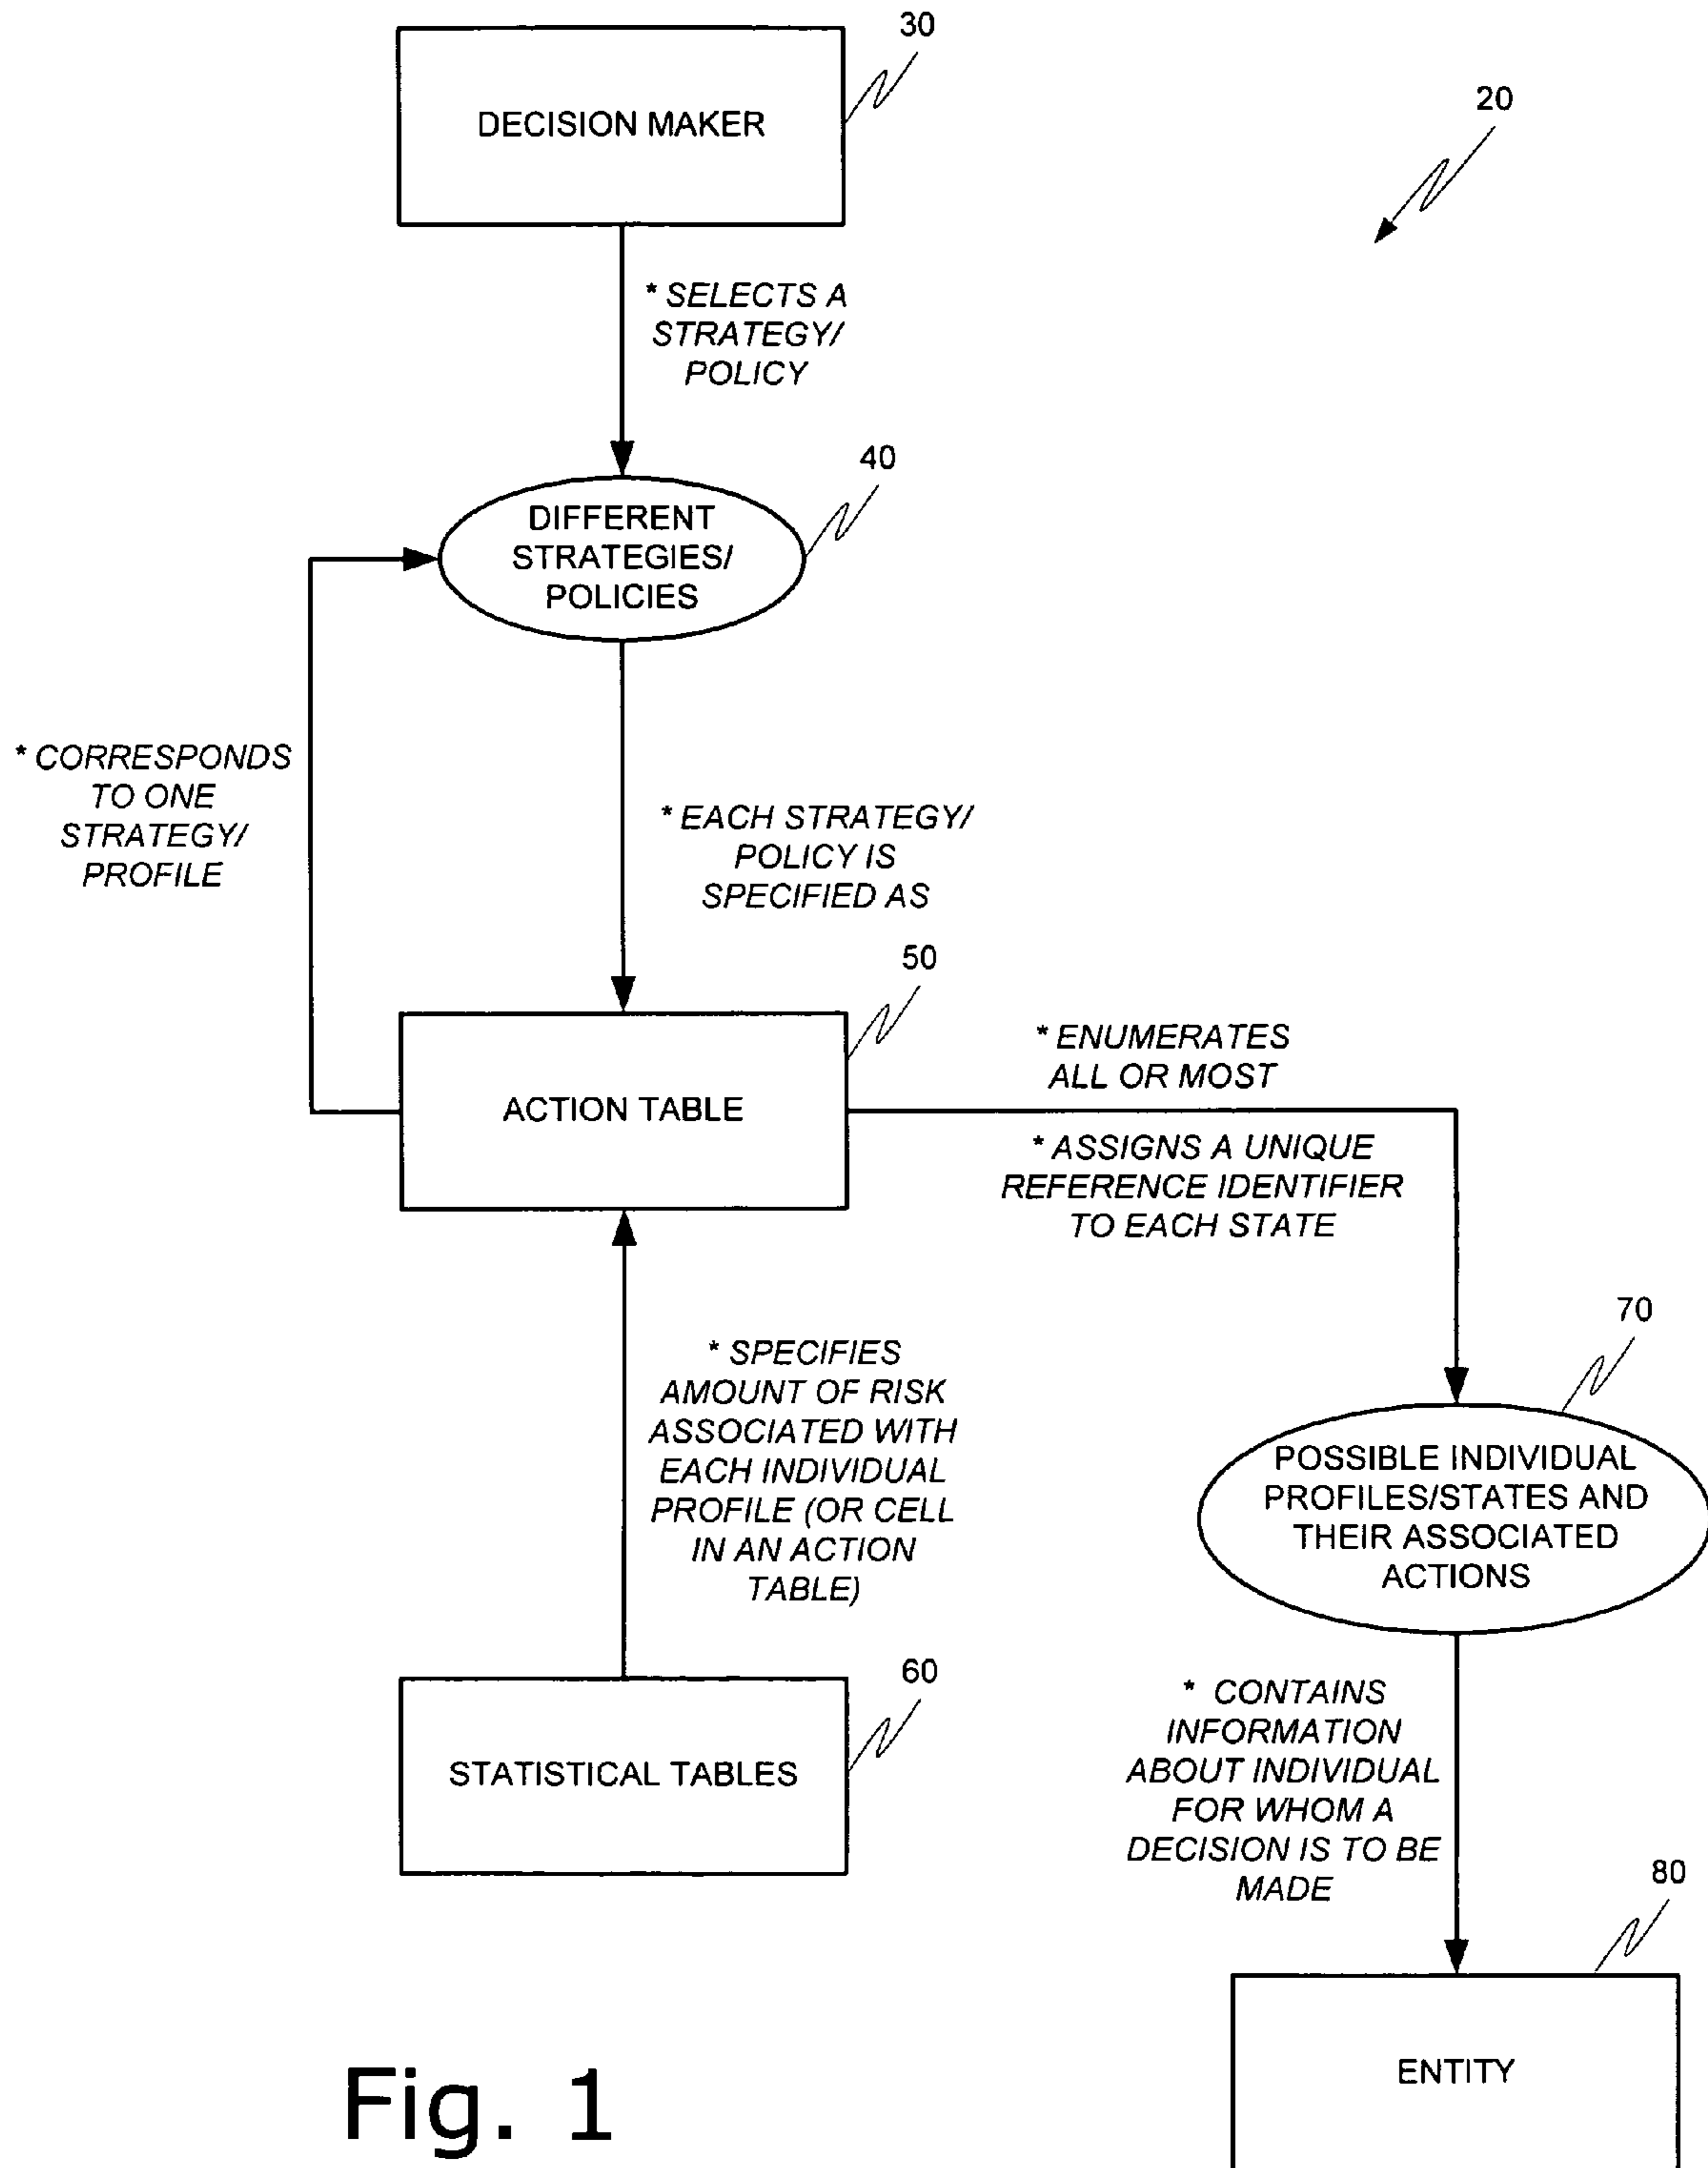 30
DECISION MAKER
20
* SELECTS A
STRATEGY/
POLICY
40
DIFFERENT
STRATEGIES/
POLICIES
* CORRESPONDS
TO ONE
STRATEGY/
PROFILE
* EACH STRATEGY/
POLICY IS
SPECIFIED AS
50
ACTION TABLE
* ENUMERATES
ALL OR MOST
* ASSIGNS A UNIQUE
REFERENCE IDENTIFIER
TO EACH STATE
70
* SPECIFIES
AMOUNT OF RISK
ASSOCIATED WITH
EACH INDIVIDUAL
PROFILE (OR CELL
IN AN ACTION
TABLE)
POSSIBLE INDIVIDUAL
PROFILES/STATES AND
THEIR ASSOCIATED
ACTIONS
60
STATISTICAL TABLES
* CONTAINS
INFORMATION
ABOUT INDIVIDUAL
FOR WHOM A
DECISION IS TO BE
MADE
80
ENTITY
Fig. 1